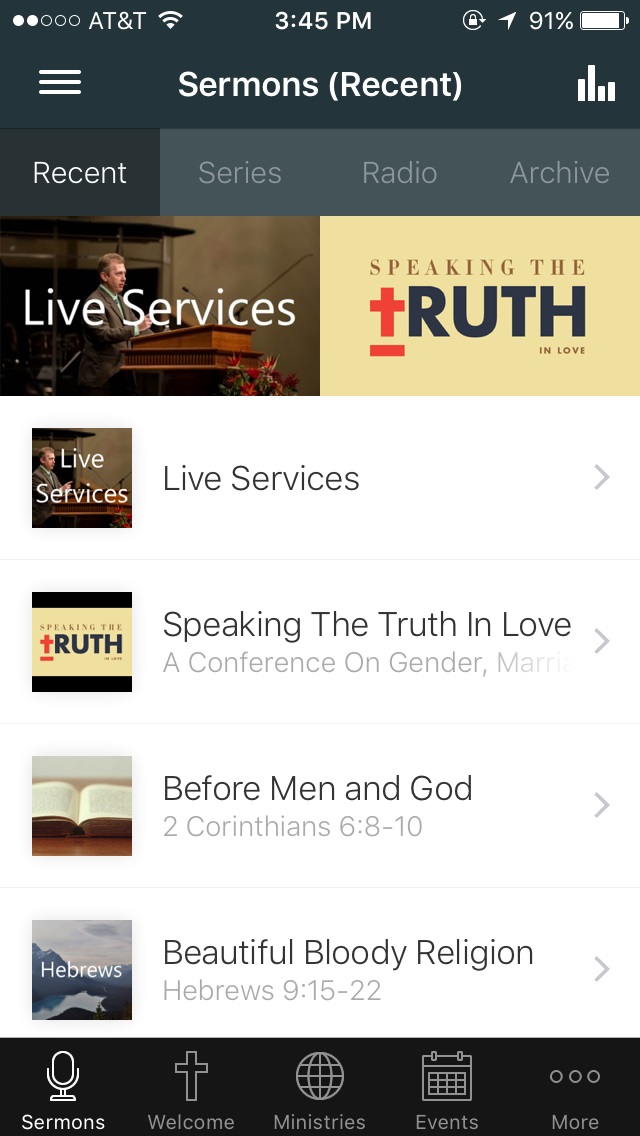 AT&T 3:45 PM 91%
Sermons (Recent)
Recent Series Radio Archive
Live Services
SPEAKING THE
tRUTH
IN LOVE
Live
Services
Live Services
SPEAKING THE
tRUTH
IN LOVE
Speaking The Truth In Love
A Conference On Gender, Marria
Before Men and God
2 Corinthians 6:8-10
Hebrews
Beautiful Bloody Religion
Hebrews 9:15-22
Sermons Welcome Ministries Events More